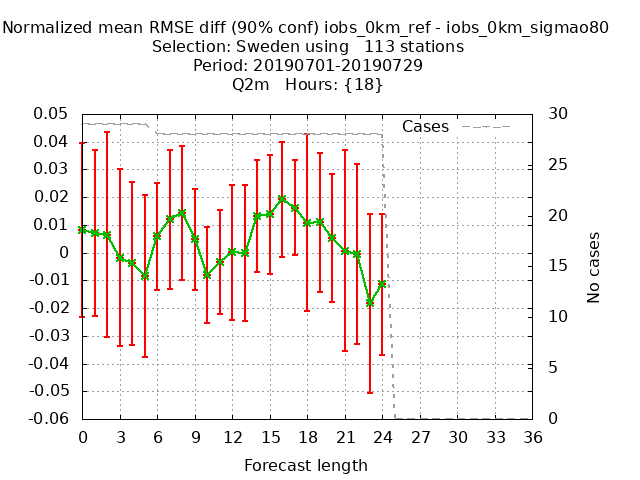 Normalized mean RMSE diff (90% conf) iobs_0km_ref - iobs_0km_sigmao80
Selection: Sweden using   113 stations
Period: 20190701-20190729
Q2m   Hours: {18}
Cases
0.05
0.04
0.03
0.02
0.01
0
-0.01
-0.02
-0.03
-0.04
-0.05
-0.06
30
25
20
15
10
5
0
No cases
0 3 6 9 12 15 18 21 24 27 30 33 36
Forecast length